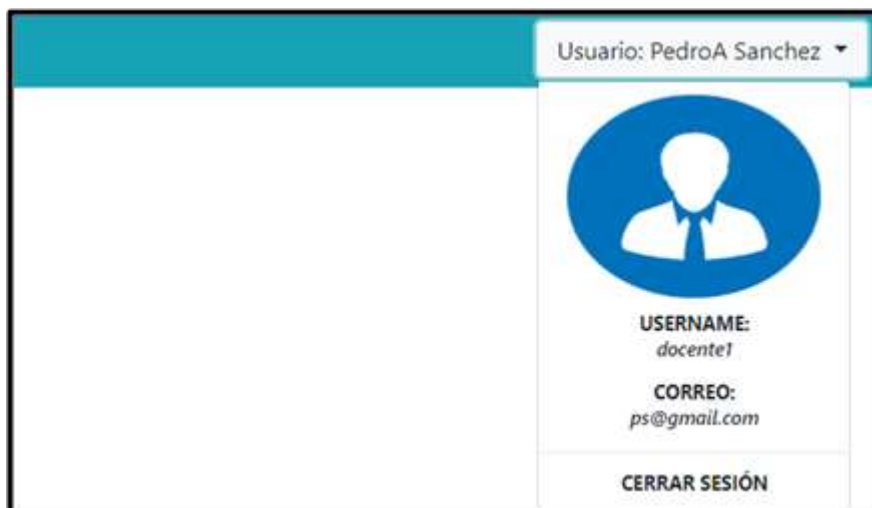 Usuario: PedroA Sanchez
USERNAME:
docente1
CORREO:
ps@gmail.com
CERRAR SESIÓN